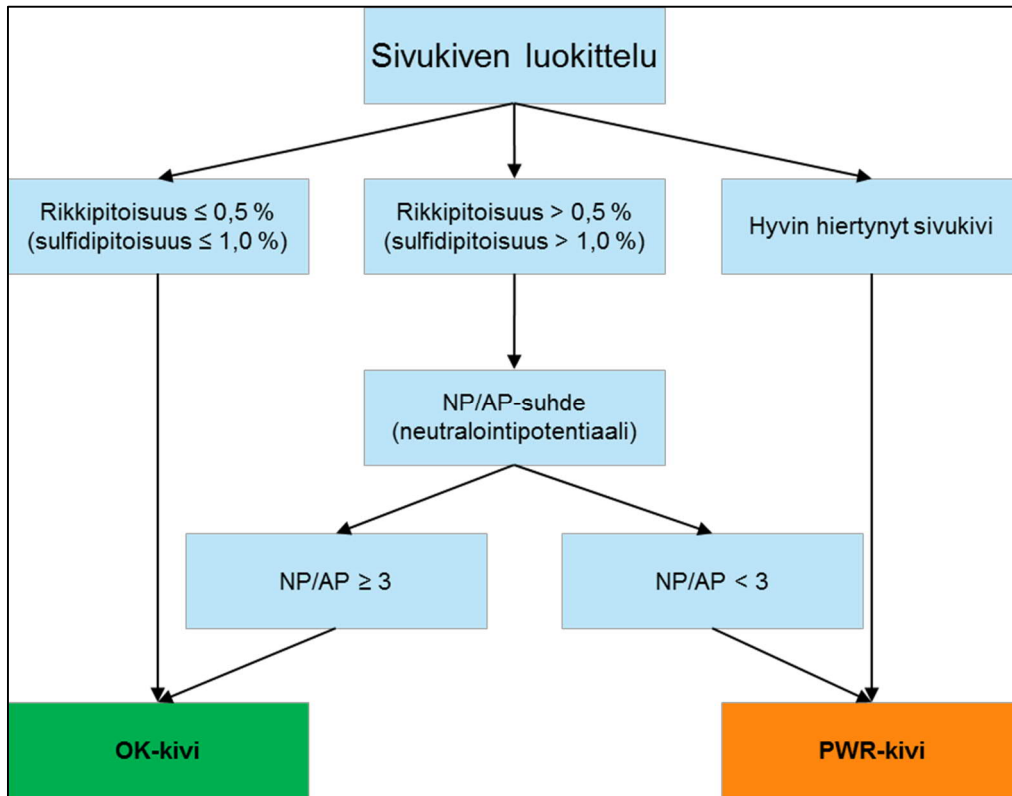 Sivukiven luokittelu
Rikkipitoisuus ≤ 0,5 %
(sulfidipitoisuus ≤ 1,0 %)
Rikkipitoisuus > 0,5 %
(sulfidipitoisuus > 1,0 %)
Hyvin hiertynyt sivukivi
NP/AP-suhde
(neutralointipotentiaali)
NP/AP ≥ 3
NP/AP < 3
OK-kivi
PWR-kivi